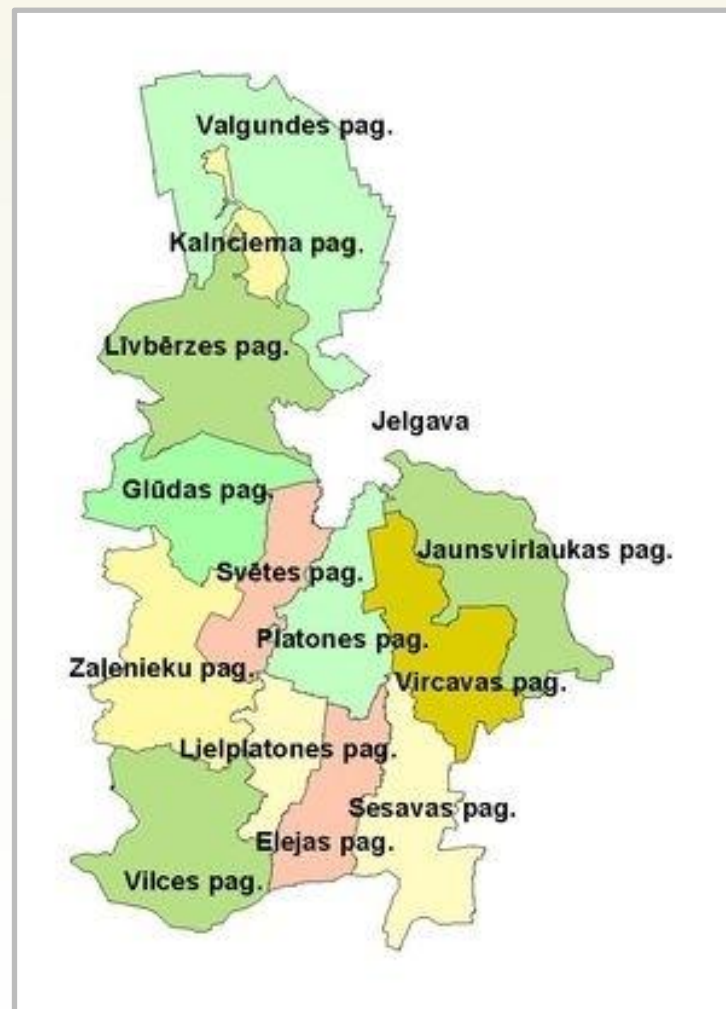 Valgundes pag.
Kalnciema pag.
Līvbērzes pag.
Jelgava
Glūdas pag.
Jaunsvirlaukas pag.
Svētes pag.
Platones pag.
Zaļenieku pag.
Vircavas pag.
Lielplatones pag.
Sesavas pag.
Elejas pag.
Vilces pag.